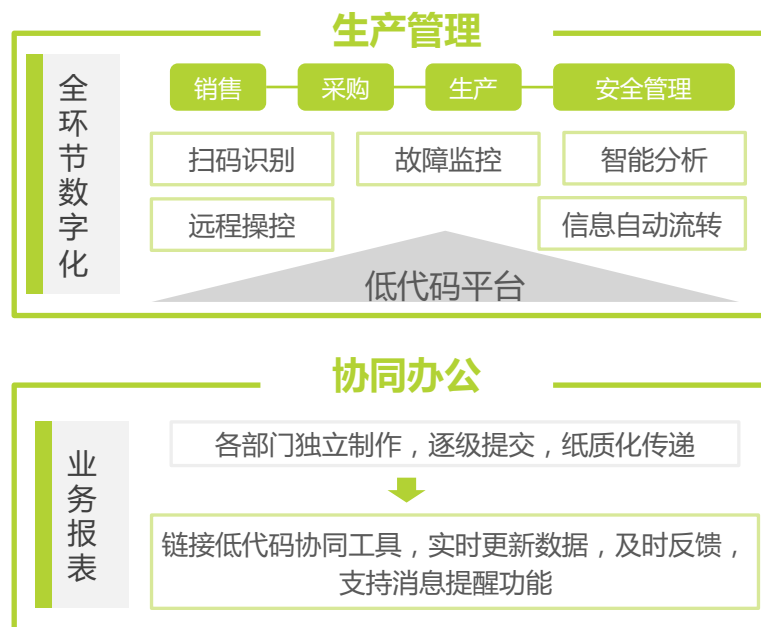 生产管理
全环节数字化
销售 采购 生产 安全管理
扫码识别 故障监控 智能分析
远程操控 信息自动流转
低代码平台
协同办公
业务报表
各部门独立制作，逐级提交，纸质化传递
链接低代码协同工具，实时更新数据，及时反馈，
支持消息提醒功能